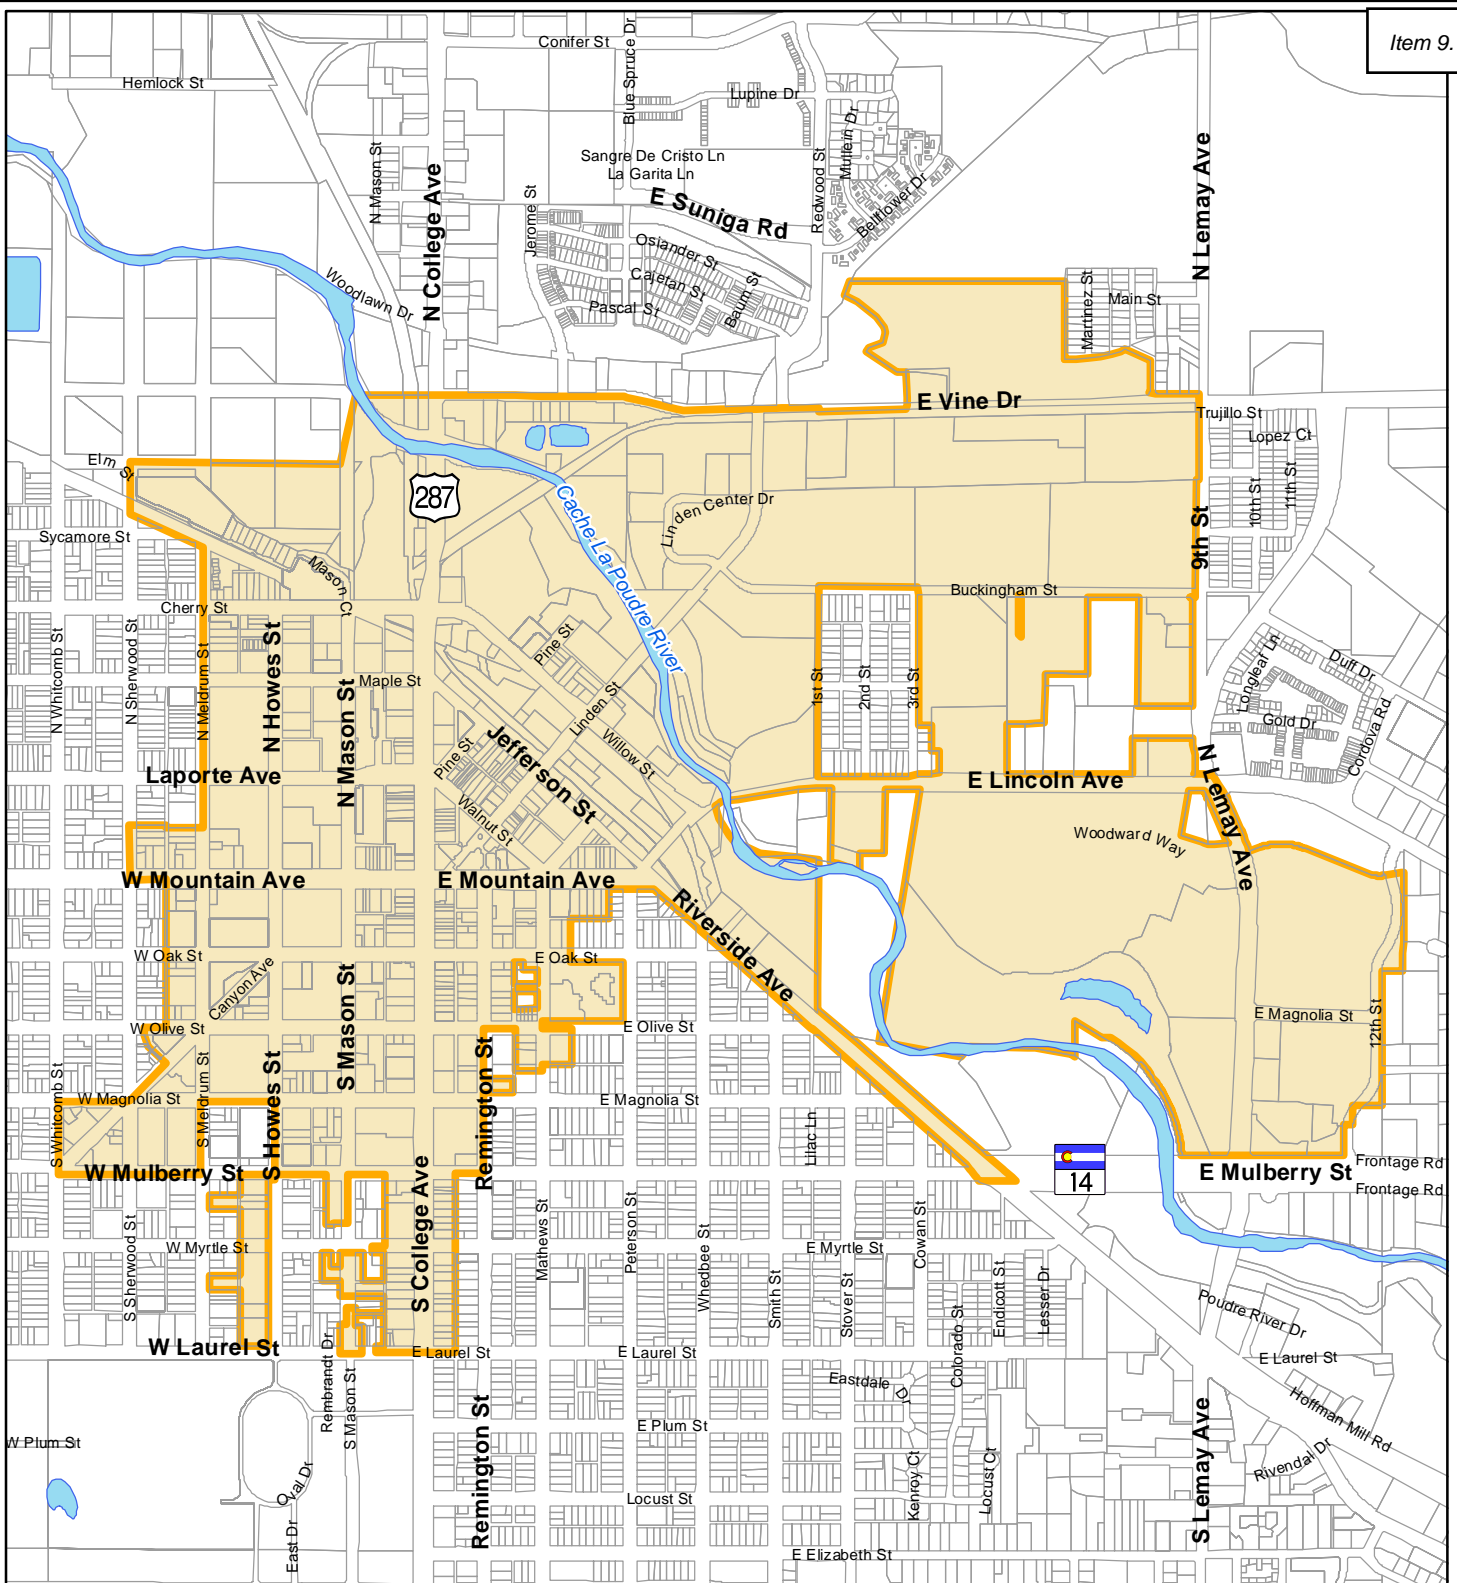 Item 9.
Conifer St
Blue Spruce Dr
Hemlock St
Lupine Dr
Mullein Dr
N Mason St
Sangre De Cristo Ln
La Garita Ln
Redwood St
N Lemay Ave
N College Ave
Jerome St
E Suniga Rd
Bellflower Dr
Osiander St
Woodlawn Dr
Cajetan St
Baum St
Pascal St
Martinez St
Main St
E Vine Dr
Trujillo St
Lopez Ct
Elm St
287
10th St
11th St
Linden Center Dr
Cache La Poudre River
Sycamore St
9th St
Mason Ct
Buckingham St
Cherry St
N Whitcomb St
N Sherwood St
N Meldrum St
N Howes St
Pine St
Maple St
N Mason St
Linden St
1st St
2nd St
3rd St
Longleaf Ln
Duff Dr
Gold Dr
Cordova Rd
Pine St
Jefferson St
Willow St
Laporte Ave
Walnut St
E Lincoln Ave
N Lemay Ave
Woodward Way
W Mountain Ave
E Mountain Ave
Riverside Ave
W Oak St
E Oak St
Canyon Ave
S Mason St
W Olive St
E Olive St
E Magnolia St
12th St
Remington St
S Whitcomb St
W Magnolia St
S Meldrum St
S Howes St
E Magnolia St
Lilac Ln
W Mulberry St
14
E Mulberry St
Frontage Rd
Frontage Rd
S College Ave
S Sherwood St
W Myrtle St
Mathews St
Peterson St
Whedbee St
Smith St
Stover St
E Myrtle St
Cowan St
Endicott St
Lesser Dr
Colorado St
Poudre River Dr
W Laurel St
Rembrandt Dr
S Mason St
E Laurel St
E Laurel St
E Laurel St
Eastdale Dr
Hoffman Mill Rd
Remington St
E Plum St
W Plum St
Oval Dr
East Dr
Kenroy Ct
Locust Ct
Locust St
S Lemay Ave
Rivendal Dr
E Elizabeth St